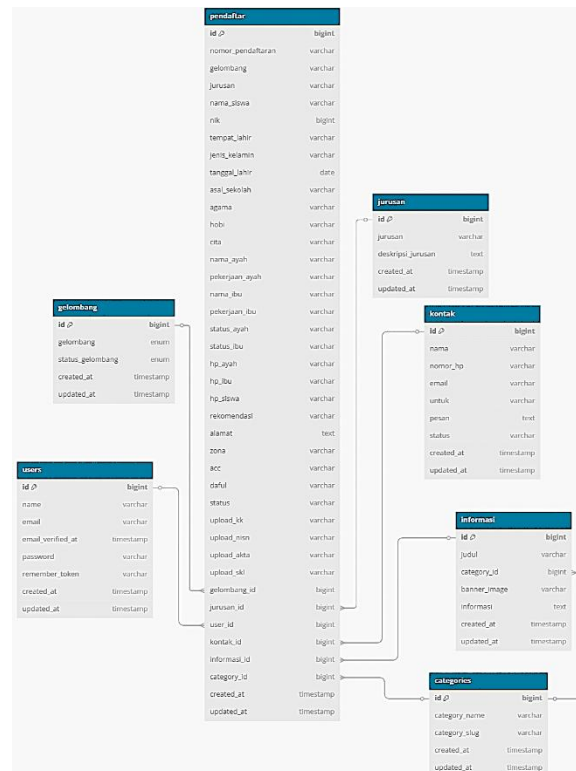 pendaftar
id bigint
nomor_pendaftaran varchar
gelombang varchar
jurusan varchar
nama_siswa varchar
nik bigint
tempat_lahir varchar
jenis_kelamin varchar
tanggal_lahir date
asal_sekolah varchar
agama varchar
hobi varchar
cita varchar
nama_ayah varchar
pekerjaan_ayah varchar
nama_ibu varchar
pekerjaan_ibu varchar
status_ayah varchar
status_ibu varchar
hp_ayah varchar
hp_ibu varchar
hp_siswa varchar
rekomendasi varchar
alamat text
zona varchar
acc varchar
daful varchar
status varchar
upload_kk varchar
upload_nisn varchar
upload_akta varchar
upload_skl varchar
gelombang_id bigint
jurusan_id bigint
user_id bigint
kontak_id bigint
informasi_id bigint
category_id bigint
created_at timestamp
updated_at timestamp
jurusan
id bigint
jurusan varchar
deskripsi_jurusan text
created_at timestamp
updated_at timestamp
gelombang
id bigint
gelombang enum
status_gelombang enum
created_at timestamp
updated_at timestamp
kontak
id bigint
nama varchar
nomor_hp varchar
email varchar
untuk varchar
pesan text
status varchar
created_at timestamp
updated_at timestamp
users
id bigint
name varchar
email varchar
email_verified_at timestamp
password varchar
remember_token varchar
created_at timestamp
updated_at timestamp
informasi
id bigint
judul varchar
category_id bigint
banner_image varchar
informasi text
created_at timestamp
updated_at timestamp
categories
id bigint
category_name varchar
category_slug varchar
created_at timestamp
updated_at timestamp